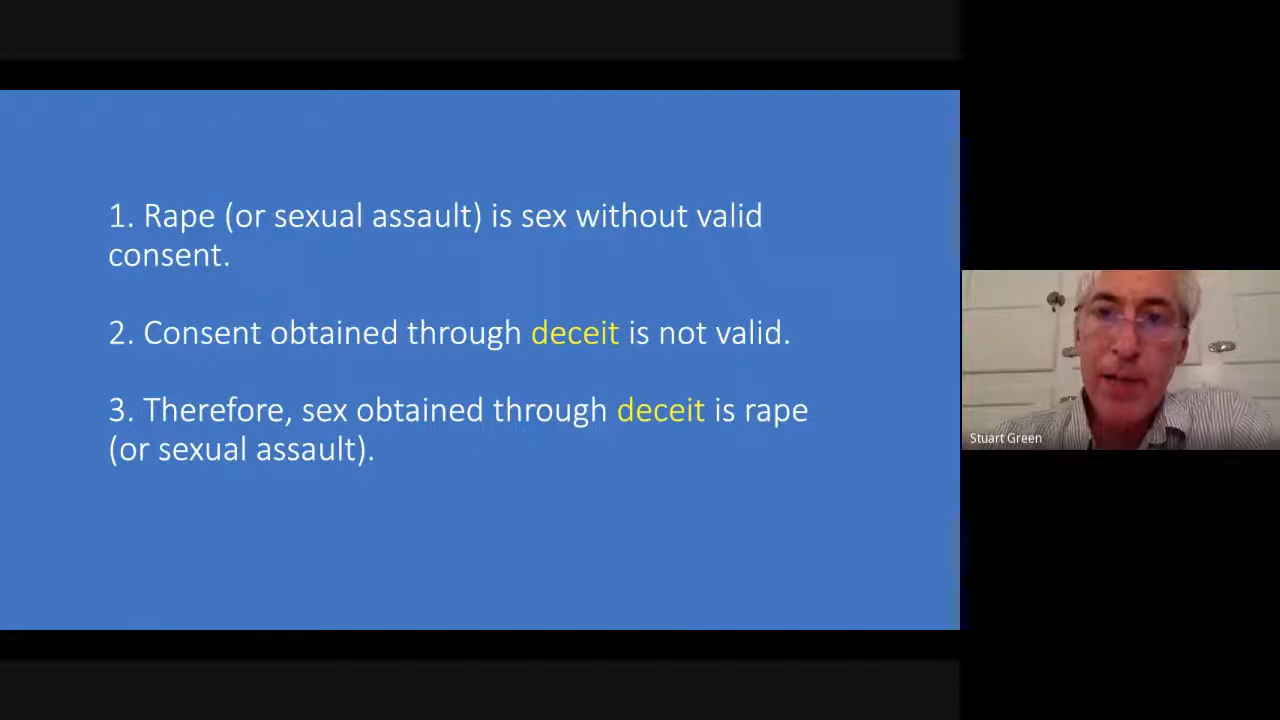 1. Rape (or sexual assault) is sex without valid
consent.
2. Consent obtained through deceit is not valid.
3. Therefore, sex obtained through deceit is rape
(or sexual assault).
Stuart Green